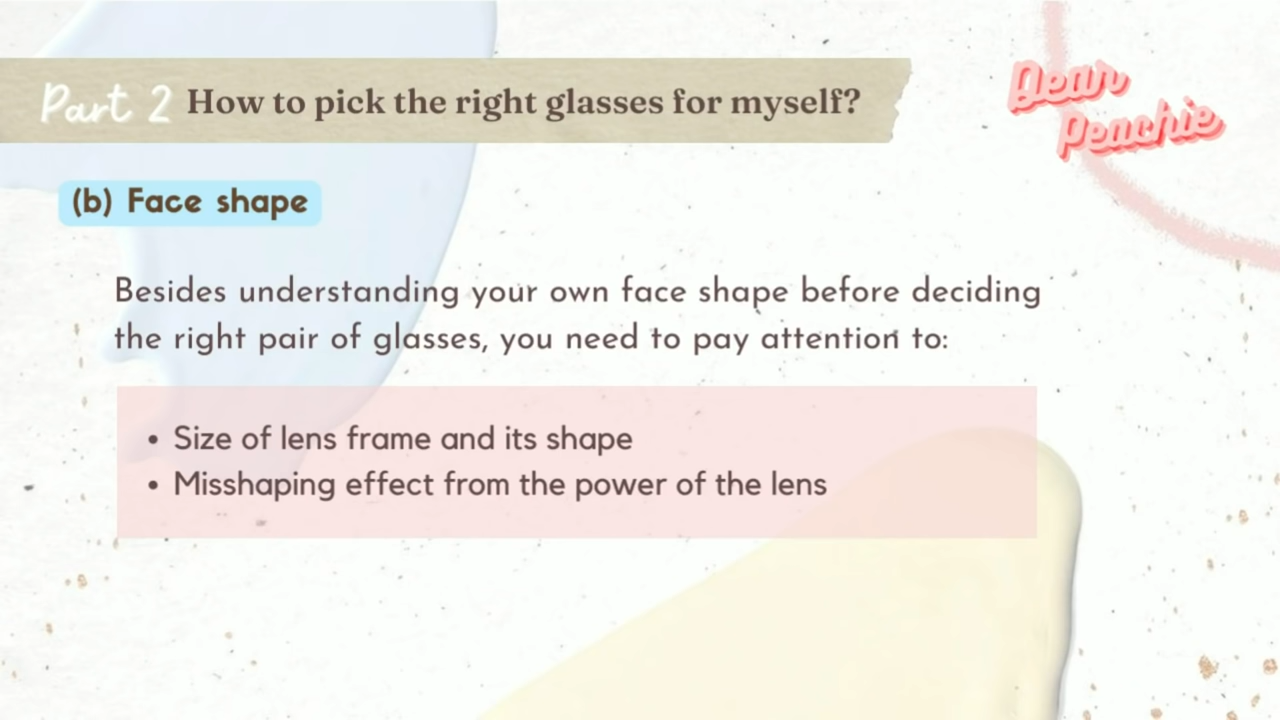 Part 2 How to pick the right glasses for myself?
Dear
Peachie
(b) Face shape
Besides understanding your own face shape before deciding
the right pair of glasses, you need to pay attention to:
• Size of lens frame and its shape
• Misshaping effect from the power of the lens